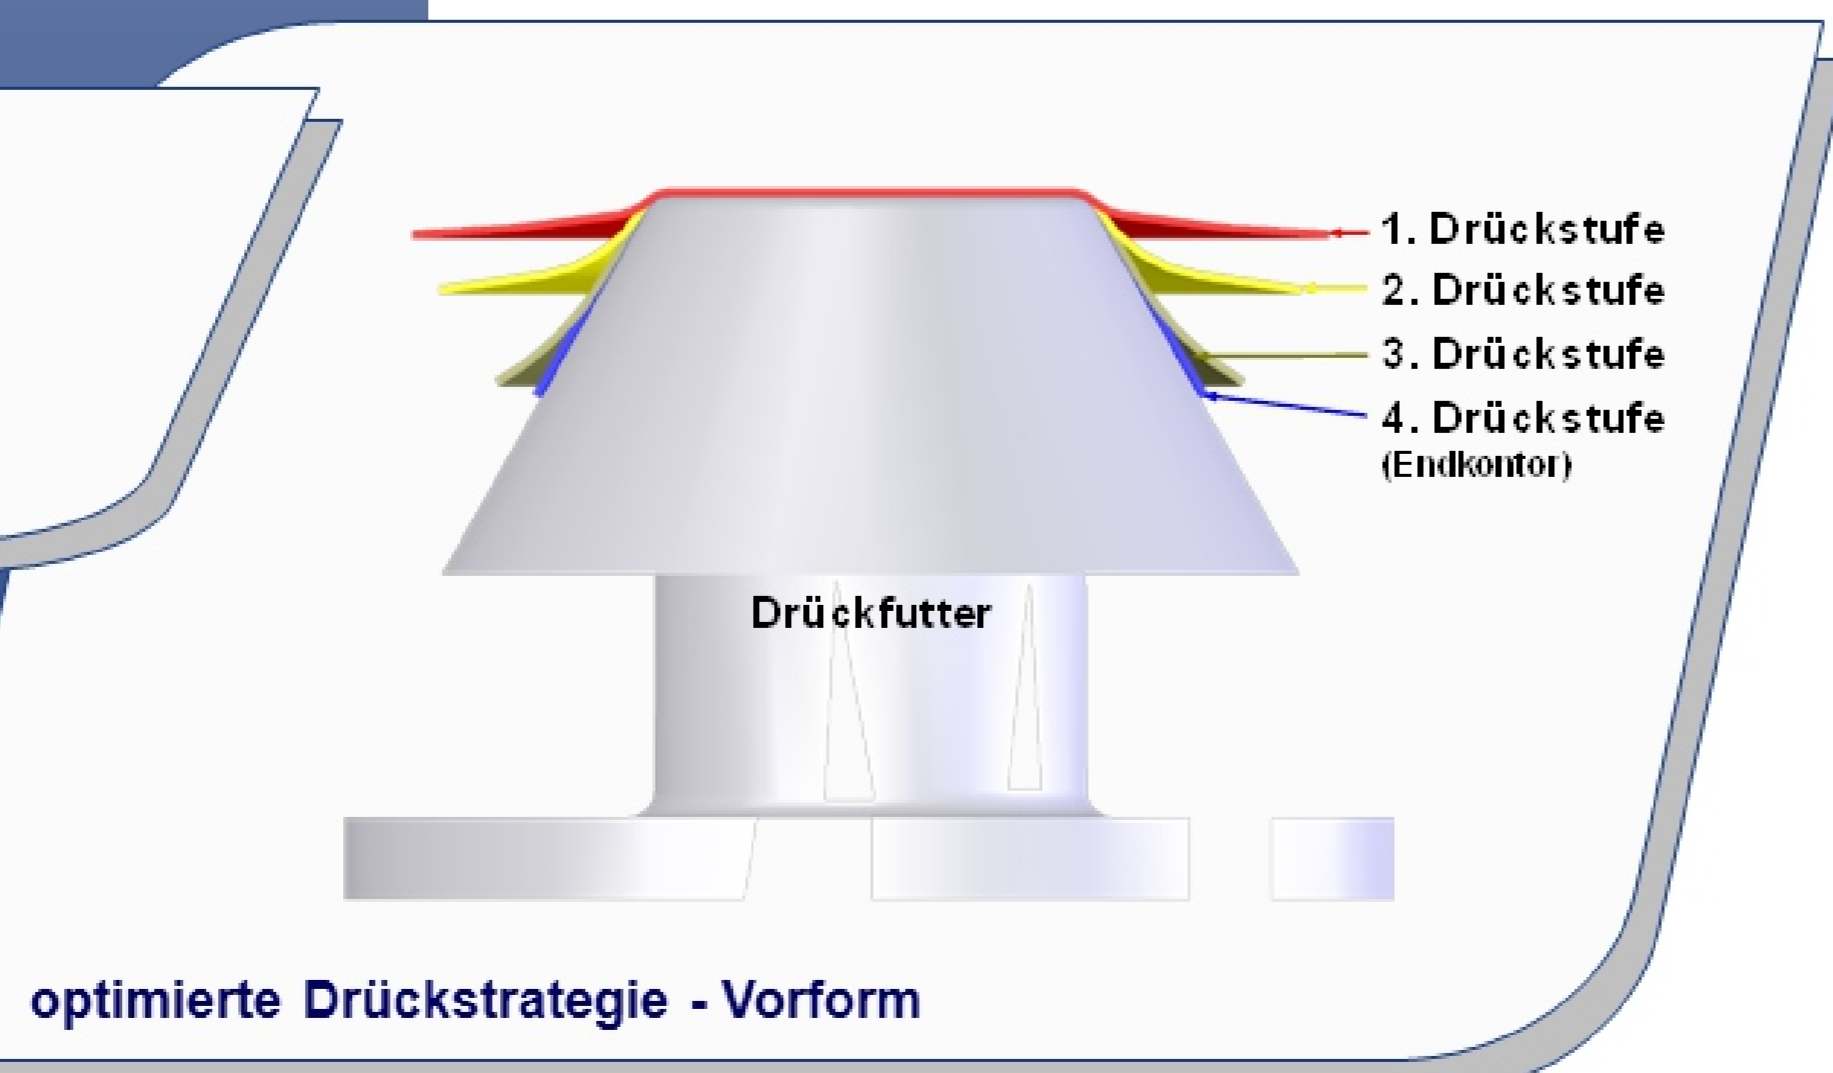 1. Drückstufe
2. Drückstufe
3. Drückstufe
4. Drückstufe
(Endkontor)
Drückfutter
optimierte Drückstrategie - Vorform